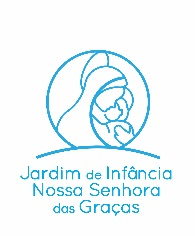 Jardim de Infância
Nossa Senhora
das Graças